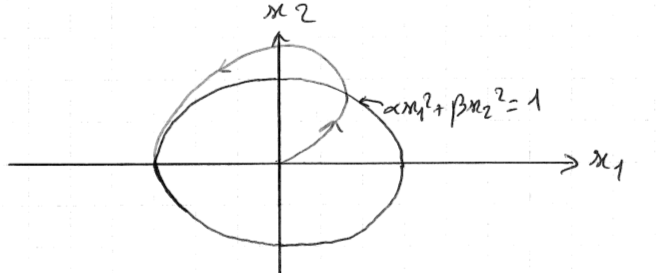 x2
αx₁² + βx₂² = 1
x₁